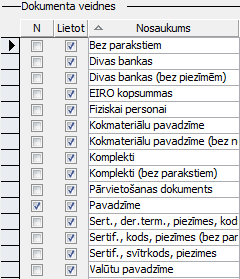 Dokumenta veidnes
N Lietot Nosaukums
Bez parakstiem
Divas bankas
Divas bankas (bez piezīmēm)
EIRO kopsummas
Fiziskai personai
Kokmateriālu pavadzīme
Kokmateriālu pavadzīme (bez n
Komplekti
Komplekti (bez parakstiem)
Pārvietošanas dokuments
Pavadzīme
Sert., der.term., piezīmes, kod
Sertif., kods, piezīmes (bez par
Sertif., svītrkods, piezīmes
Valūtu pavadzīme